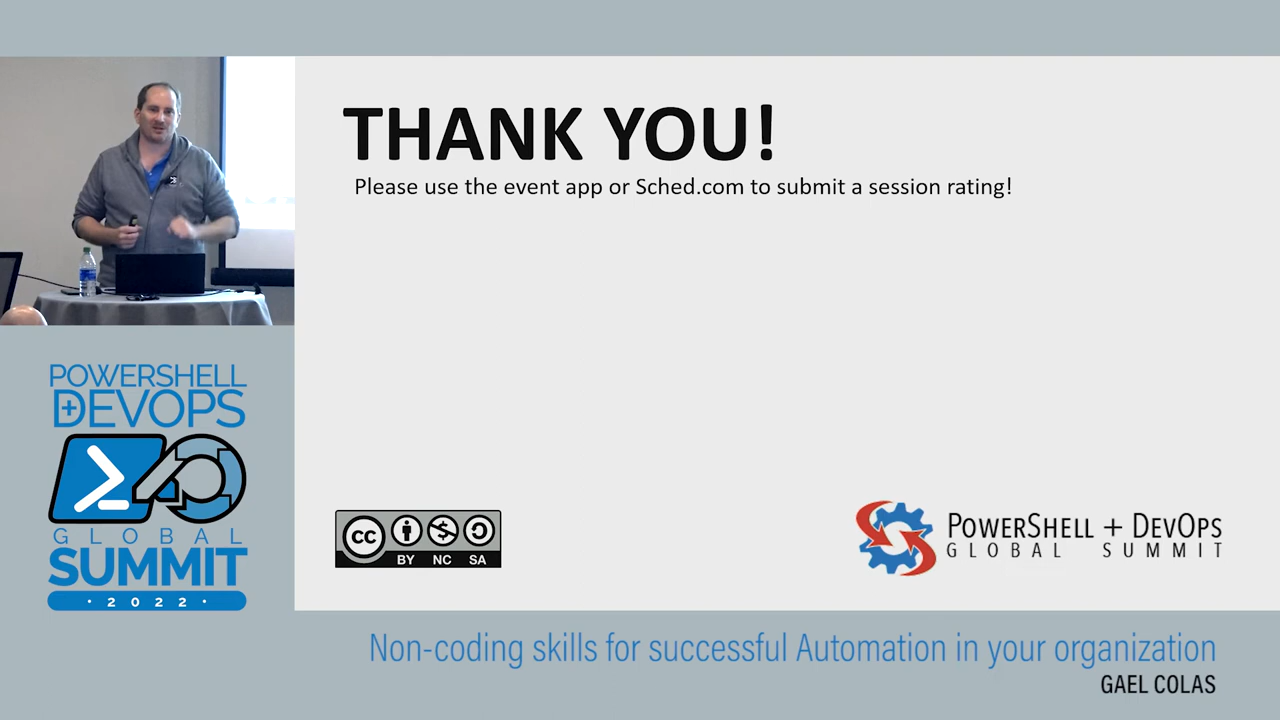 THANK YOU!
Please use the event app or Sched.com to submit a session rating!
POWERSHELL
+DEVOPS
GLOBAL
SUMMIT
· 2022 ·
cc
BY NC SA
POWERSHELL + DEVOPS
GLOBAL SUMMIT
Non-coding skills for successful Automation in your organization
GAEL COLAS